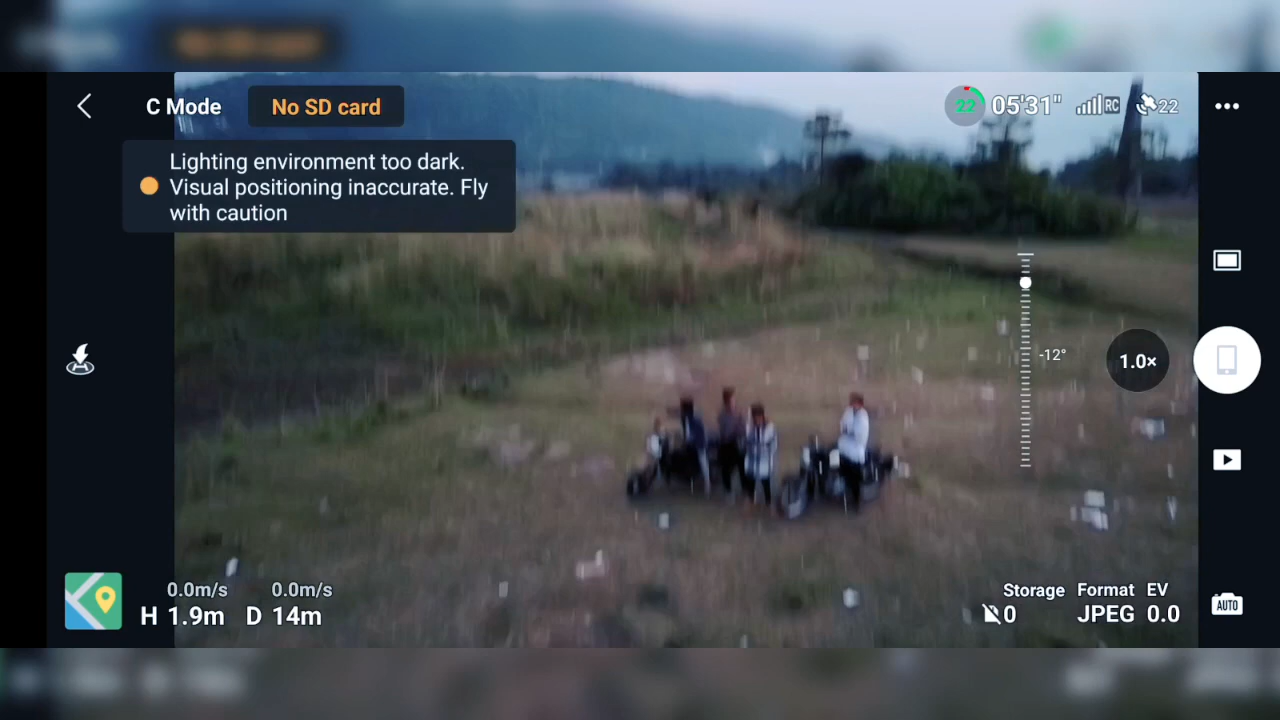 C Mode
No SD card
22
05'31"
RC
22
Lighting environment too dark.
Visual positioning inaccurate. Fly
with caution
-12°
1.0×
0.0m/s 0.0m/s
H 1.9m D 14m
Storage Format EV
0 JPEG 0.0
AUTO